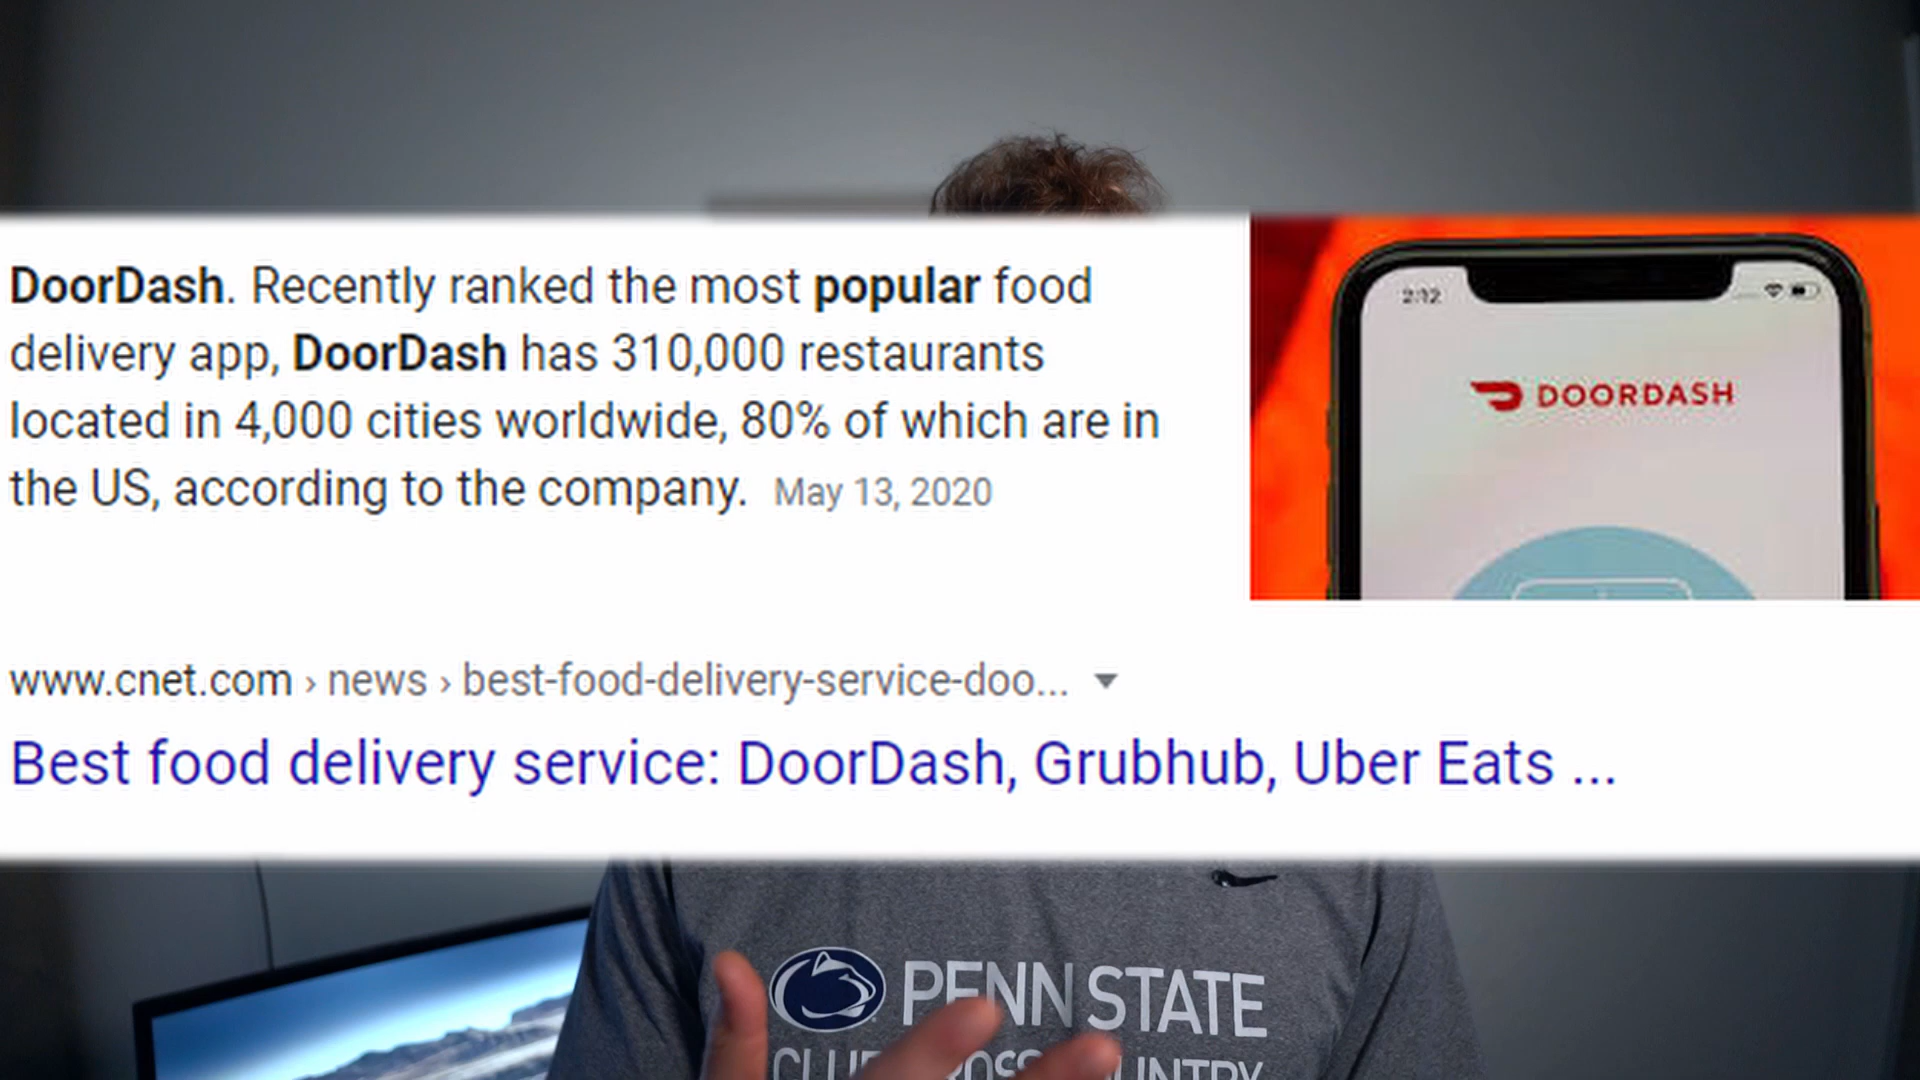 DoorDash. Recently ranked the most popular food
delivery app, DoorDash has 310,000 restaurants
located in 4,000 cities worldwide, 80% of which are in
the US, according to the company. May 13, 2020
2:12
DOORDASH
www.cnet.com › news › best-food-delivery-service-doo...
Best food delivery service: DoorDash, Grubhub, Uber Eats ...
PENN STATE